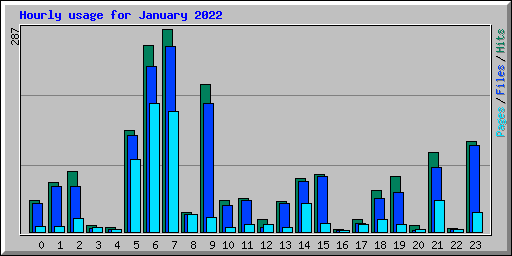 Hourly usage for January 2022
287
Pages/Files/Hits
0 1 2 3 4 5 6 7 8 9 10 11 12 13 14 15 16 17 18 19 20 21 22 23